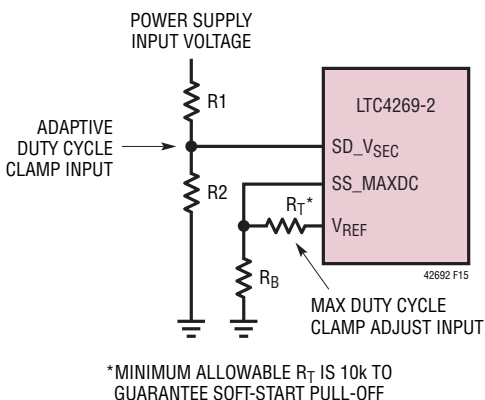 POWER SUPPLY
INPUT VOLTAGE
R1
LTC4269-2
ADAPTIVE
DUTY CYCLE
CLAMP INPUT
SD_VSEC
R2
SS_MAXDC
RT*
VREF
RB
42692 F15
MAX DUTY CYCLE
CLAMP ADJUST INPUT
*MINIMUM ALLOWABLE RT IS 10k TO
GUARANTEE SOFT-START PULL-OFF